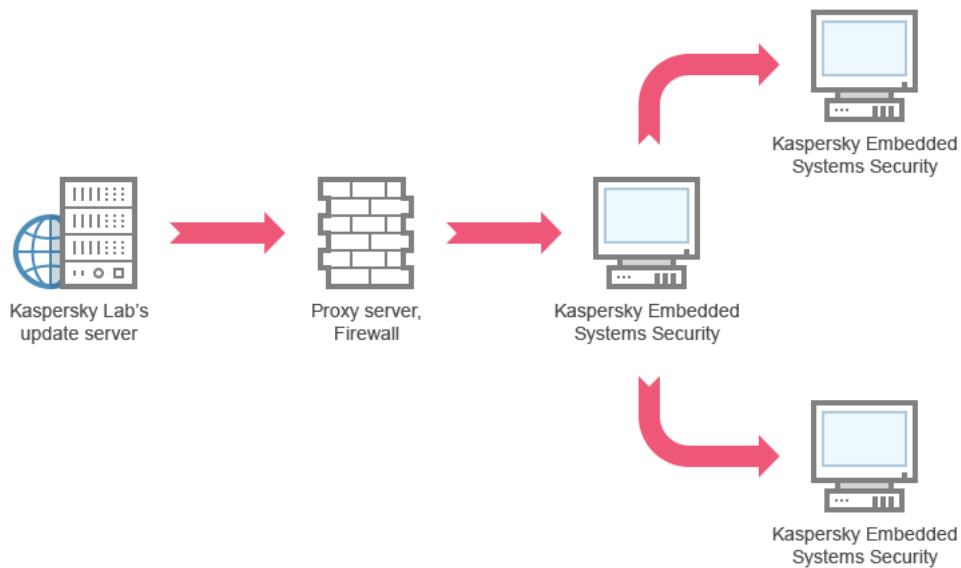 Kaspersky Embedded
Systems Security
Kaspersky Lab's
update server
Proxy server,
Firewall
Kaspersky Embedded
Systems Security
Kaspersky Embedded
Systems Security